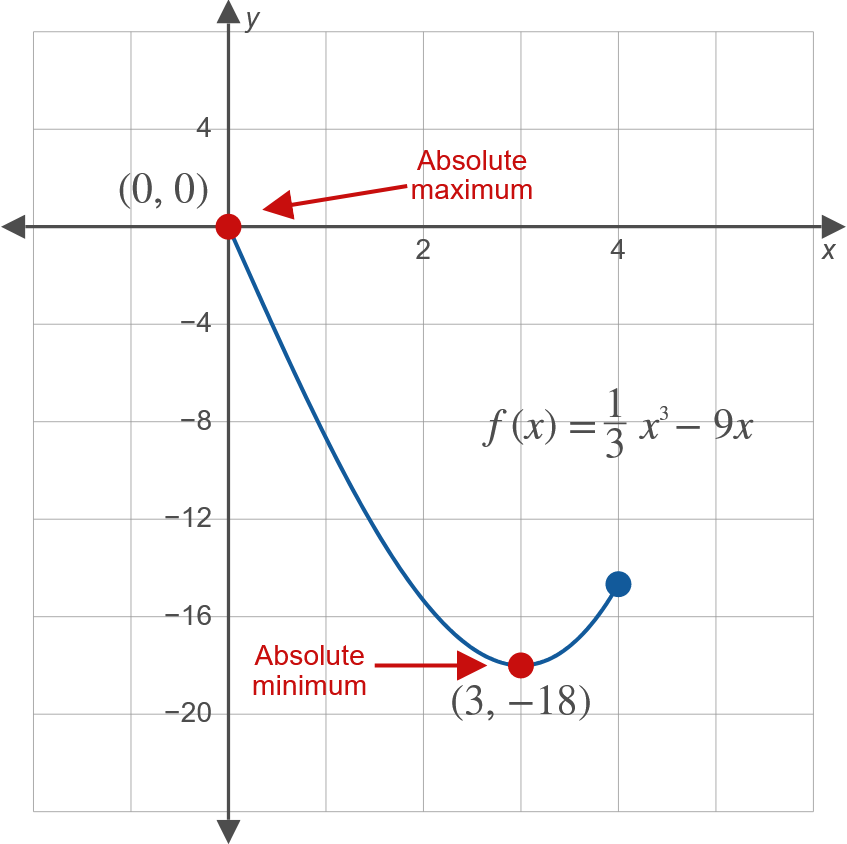 y
4
Absolute
maximum
(0, 0)
2
4
x
−4
−8
f (x) = 1/3 x³ − 9x
−12
−16
Absolute
minimum
(3, −18)
−20